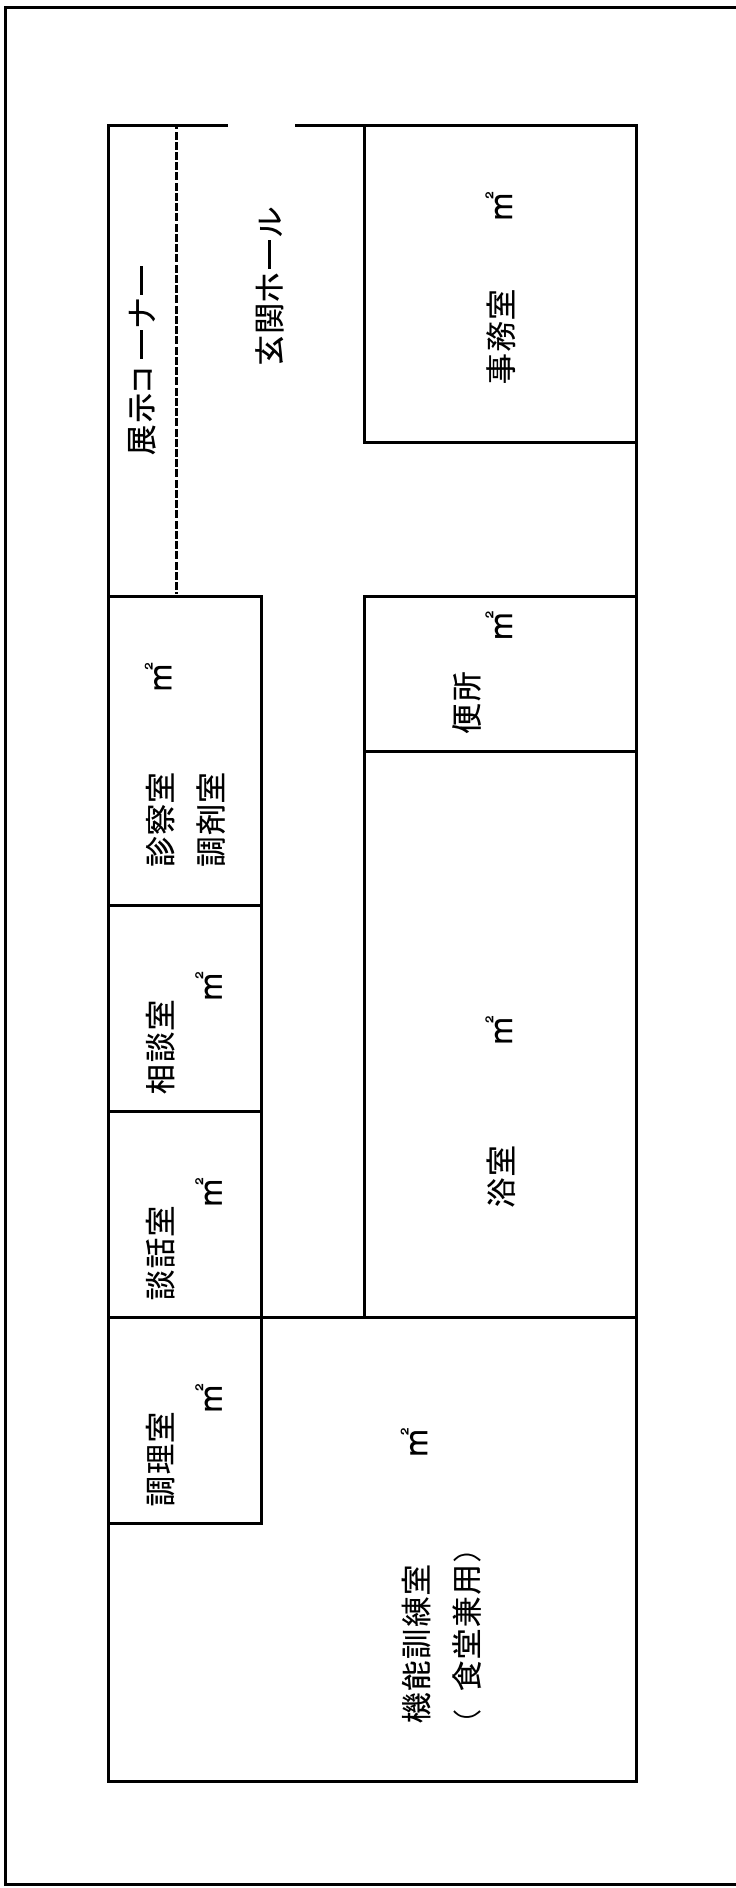 調理室
㎡
談話室
㎡
相談室
㎡
診察室 ㎡
調剤室
展示コーナー
玄関ホール
機能訓練室 ㎡
（食堂兼用）
浴室 ㎡
便所
㎡
事務室 ㎡